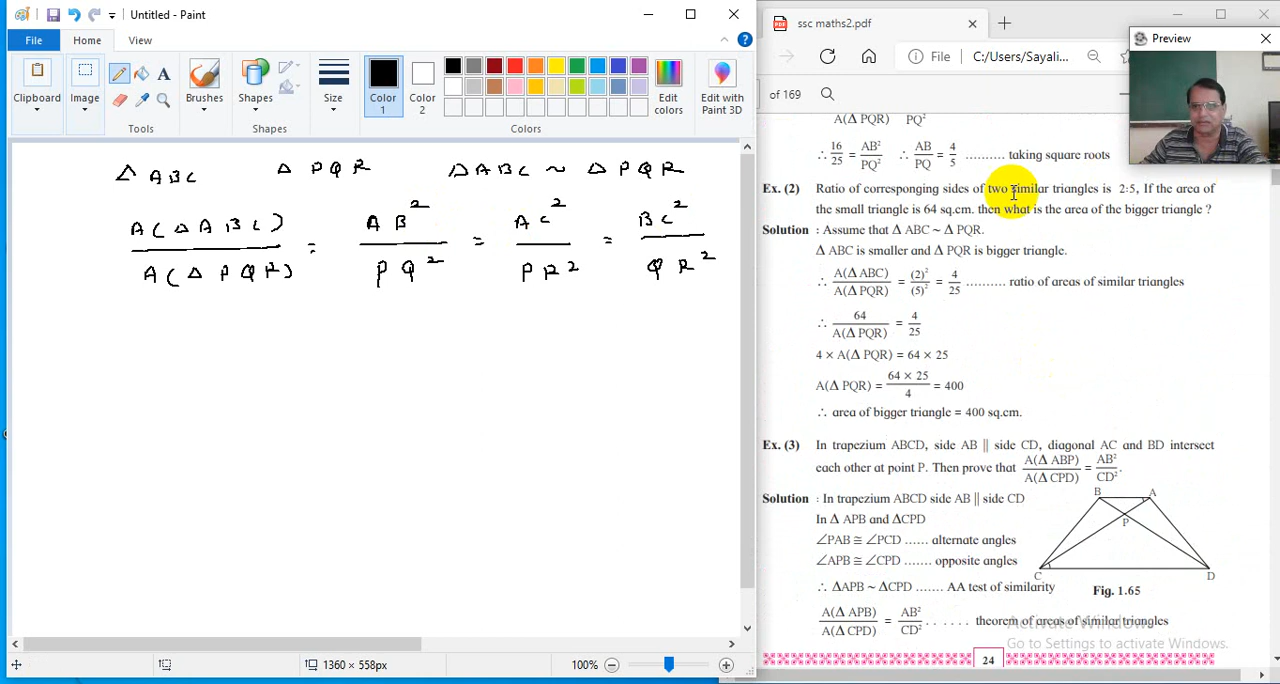 Untitled - Paint
File Home View
Clipboard
Image
Tools
Brushes
Shapes
Shapes
Size
Color 1
Color 2
Colors
Edit colors
Edit with Paint 3D
Δ ABC Δ PQR Δ ABC ~ Δ PQR
A(Δ ABC) / A(Δ PQR) = AB² / PQ² = AC² / PR² = BC² / QR²
1360 × 358px
100%
ssc maths2.pdf
File C:/Users/Sayali...
Preview
of 169
A(Δ PQR) PQ²
∴ 16/25 = AB²/PQ² ∴ AB/PQ = 4/5 .......... taking square roots
Ex. (2) Ratio of corresponging sides of two similar triangles is 2:5, If the area of
the small triangle is 64 sq.cm. then what is the area of the bigger triangle ?
Solution : Assume that Δ ABC ~ Δ PQR.
Δ ABC is smaller and Δ PQR is bigger triangle.
∴ A(Δ ABC)/A(Δ PQR) = (2)²/(5)² = 4/25 .......... ratio of areas of similar triangles
∴ 64/A(Δ PQR) = 4/25
4 × A(Δ PQR) = 64 × 25
A(Δ PQR) = 64 × 25/4 = 400
∴ area of bigger triangle = 400 sq.cm.
Ex. (3) In trapezium ABCD, side AB || side CD, diagonal AC and BD intersect
each other at point P. Then prove that A(Δ ABP)/A(Δ CPD) = AB²/CD².
Solution : In trapezium ABCD side AB || side CD
In Δ APB and ΔCPD
∠PAB ≅ ∠PCD ...... alternate angles
∠APB ≅ ∠CPD ....... opposite angles
∴ ΔAPB ~ ΔCPD ....... AA test of similarity
A(Δ APB)/A(Δ CPD) = AB²/CD² . . . . . . theorem of areas of similar triangles
B A
P
C D
Fig. 1.65
Activate Windows
Go to Settings to activate Windows.
24